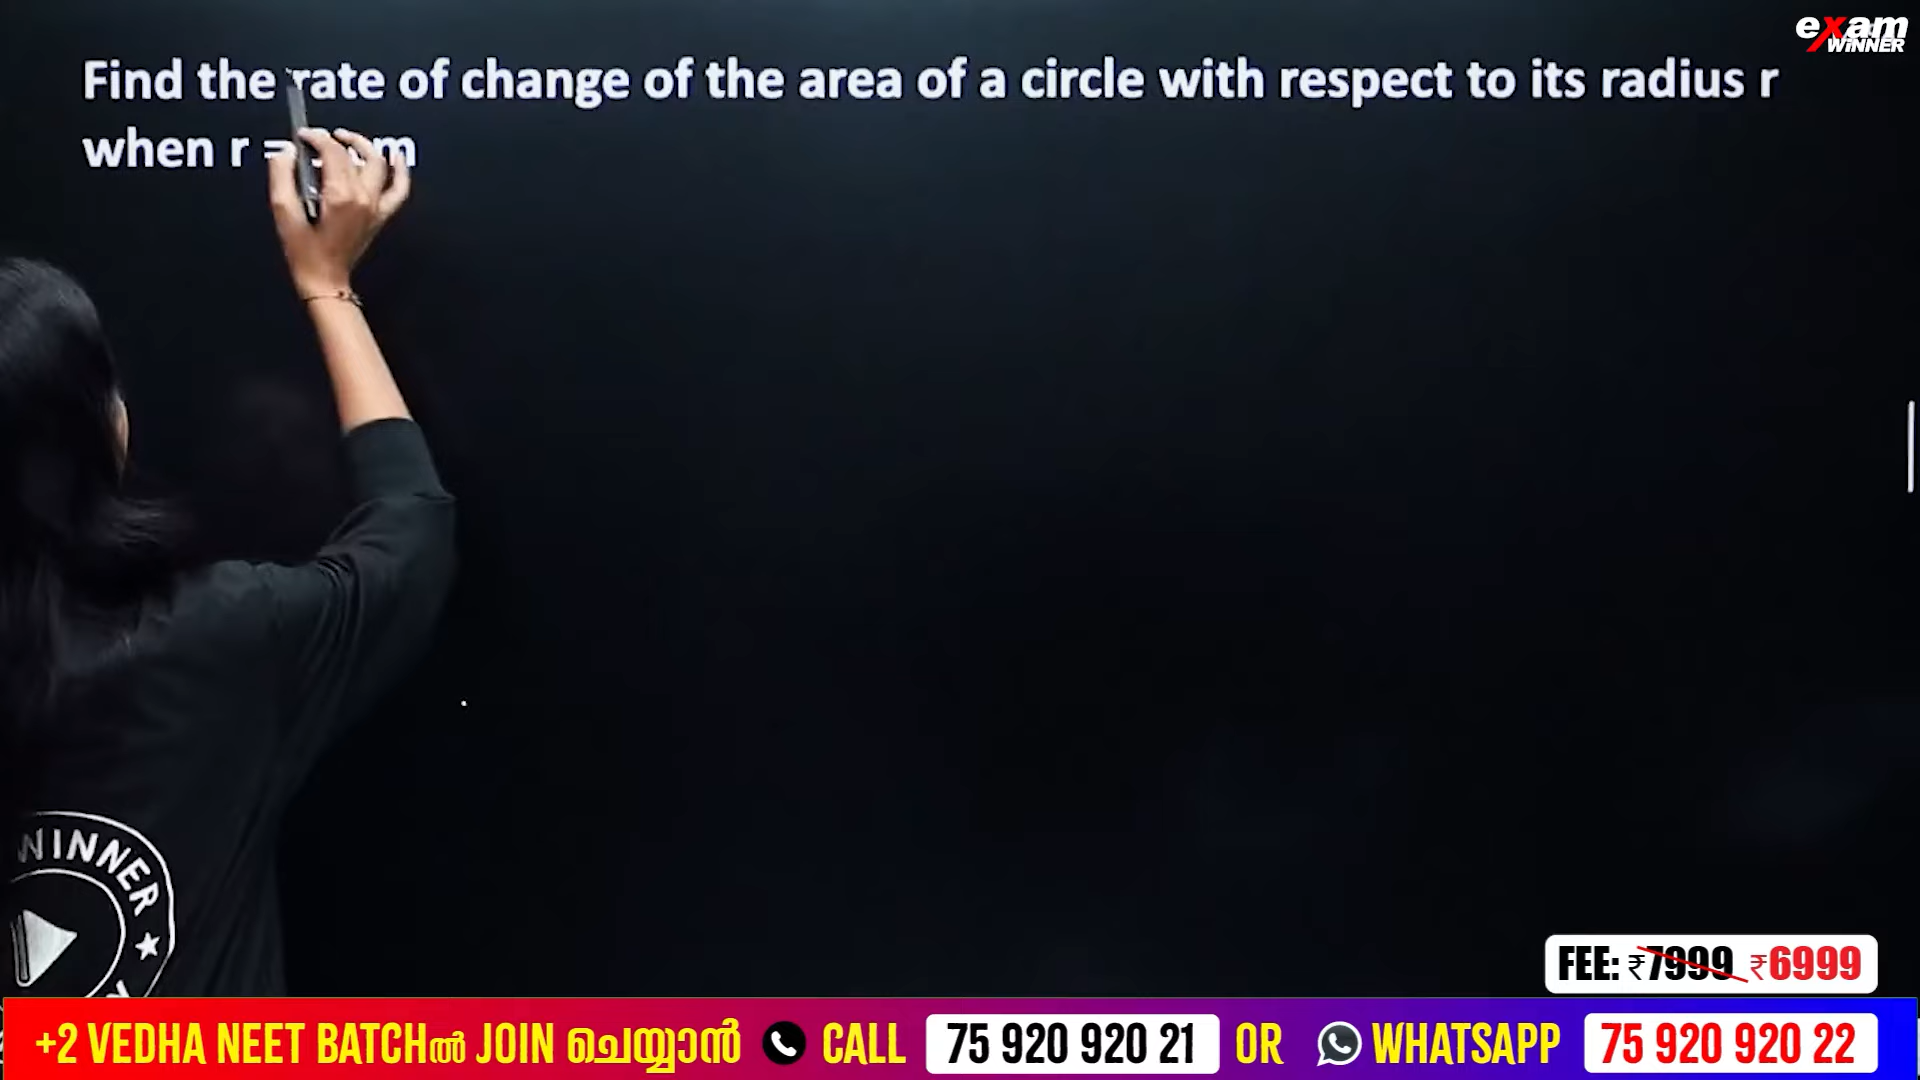 exam
WINNER
Find the rate of change of the area of a circle with respect to its radius r
when r =
WINNER
FEE: ₹7999 ₹6999
+2 VEDHA NEET BATCHൽ JOIN ചെയ്യാൻ CALL 75 920 920 21 OR WHATSAPP 75 920 920 22